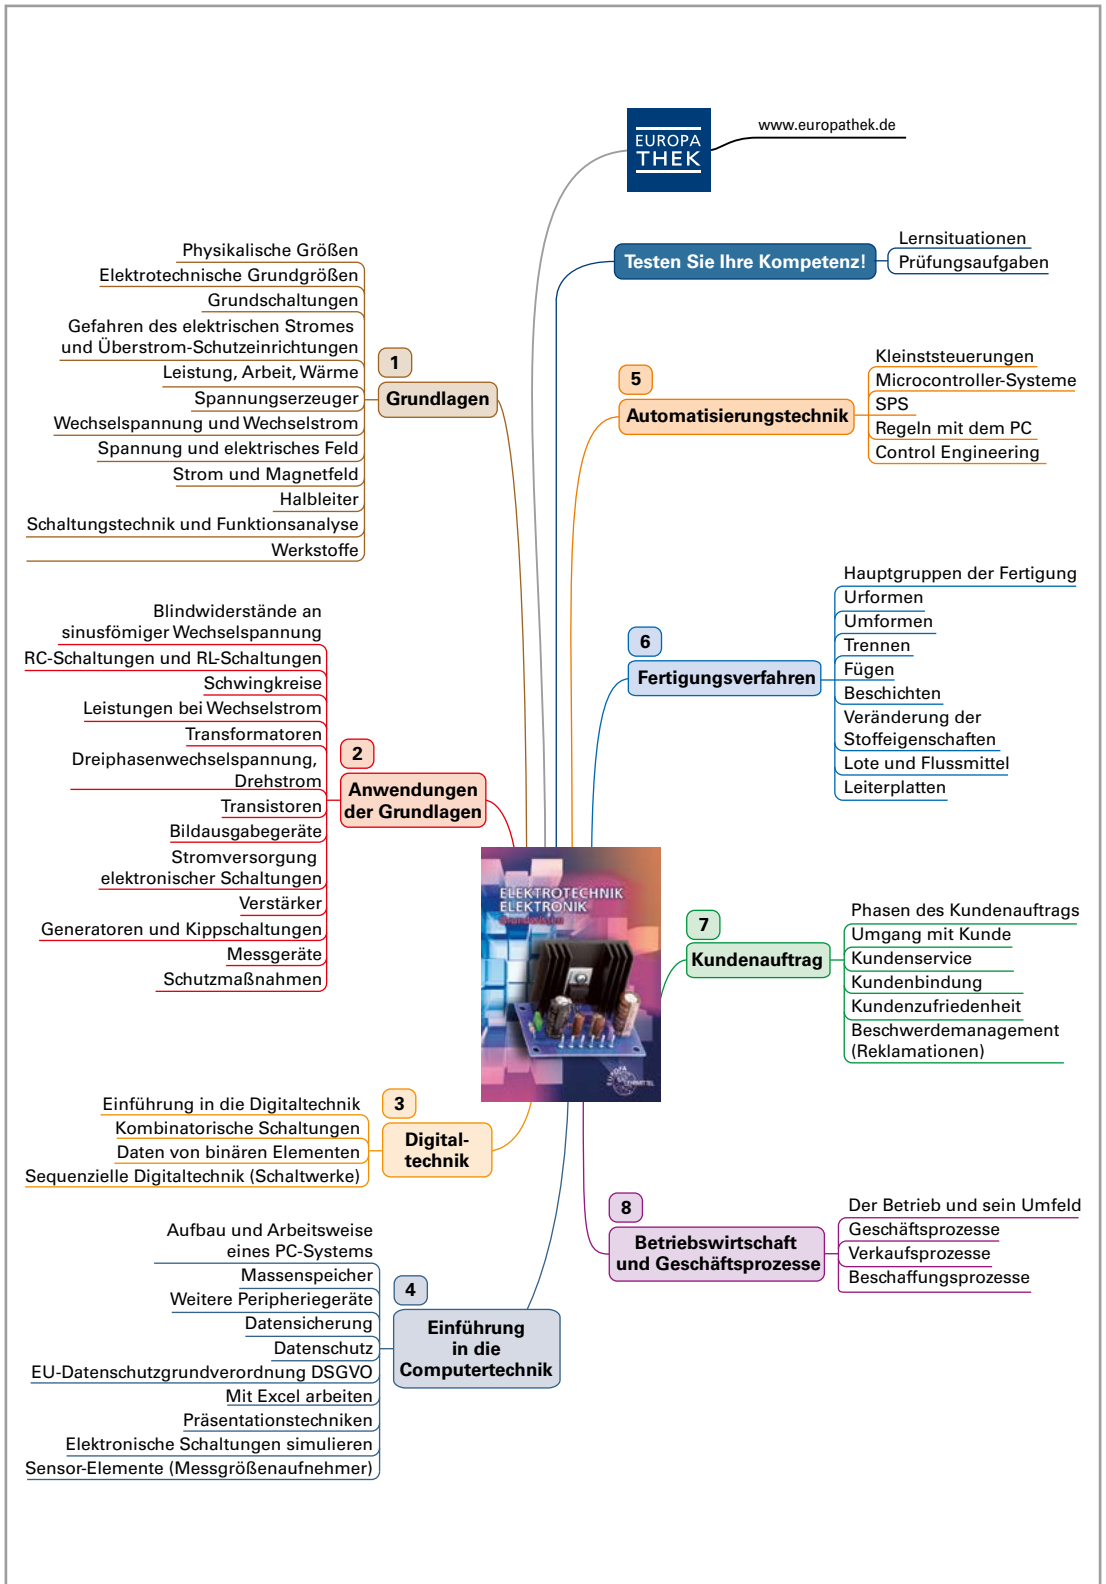 EUROPA
THEK
www.europathek.de
Testen Sie Ihre Kompetenz!
Lernsituationen
Prüfungsaufgaben
1
Grundlagen
Physikalische Größen
Elektrotechnische Grundgrößen
Grundschaltungen
Gefahren des elektrischen Stromes
und Überstrom-Schutzeinrichtungen
Leistung, Arbeit, Wärme
Spannungserzeuger
Wechselspannung und Wechselstrom
Spannung und elektrisches Feld
Strom und Magnetfeld
Halbleiter
Schaltungstechnik und Funktionsanalyse
Werkstoffe
2
Anwendungen
der Grundlagen
Blindwiderstände an
sinusfömiger Wechselspannung
RC-Schaltungen und RL-Schaltungen
Schwingkreise
Leistungen bei Wechselstrom
Transformatoren
Dreiphasenwechselspannung,
Drehstrom
Transistoren
Bildausgabegeräte
Stromversorgung
elektronischer Schaltungen
Verstärker
Generatoren und Kippschaltungen
Messgeräte
Schutzmaßnahmen
3
Digital-
technik
Einführung in die Digitaltechnik
Kombinatorische Schaltungen
Daten von binären Elementen
Sequenzielle Digitaltechnik (Schaltwerke)
4
Einführung
in die
Computertechnik
Aufbau und Arbeitsweise
eines PC-Systems
Massenspeicher
Weitere Peripheriegeräte
Datensicherung
Datenschutz
EU-Datenschutzgrundverordnung DSGVO
Mit Excel arbeiten
Präsentationstechniken
Elektronische Schaltungen simulieren
Sensor-Elemente (Messgrößenaufnehmer)
ELEKTROTECHNIK
ELEKTRONIK
5
Automatisierungstechnik
Kleinststeuerungen
Microcontroller-Systeme
SPS
Regeln mit dem PC
Control Engineering
6
Fertigungsverfahren
Hauptgruppen der Fertigung
Urformen
Umformen
Trennen
Fügen
Beschichten
Veränderung der
Stoffeigenschaften
Lote und Flussmittel
Leiterplatten
7
Kundenauftrag
Phasen des Kundenauftrags
Umgang mit Kunde
Kundenservice
Kundenbindung
Kundenzufriedenheit
Beschwerdemanagement
(Reklamationen)
8
Betriebswirtschaft
und Geschäftsprozesse
Der Betrieb und sein Umfeld
Geschäftsprozesse
Verkaufsprozesse
Beschaffungsprozesse